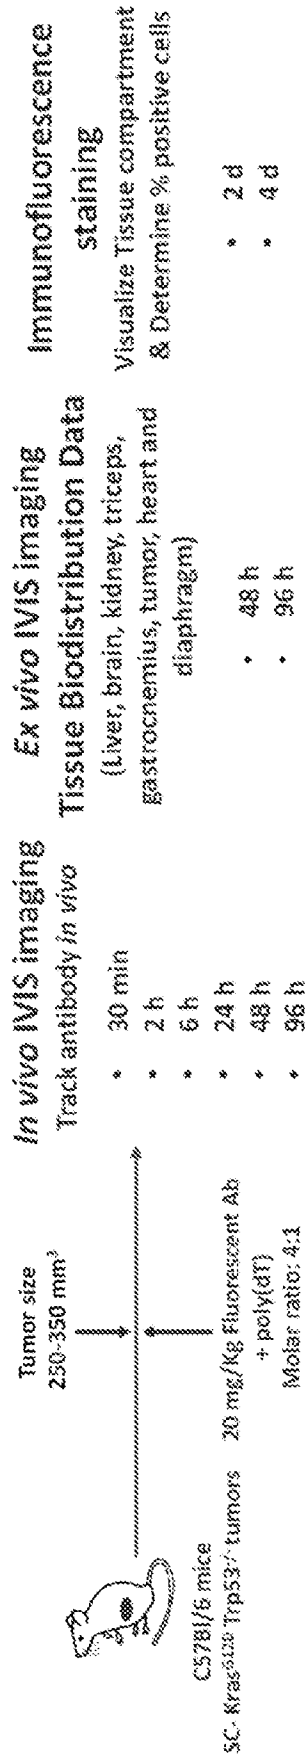 C57Bl/6 mice
SC- Kras^G12D Trp53^-/- tumors
Tumor size
250-350 mm³
20 mg/Kg Fluorescent Ab
+ poly(dT)
Molar ratio: 4:1
In vivo IVIS imaging
Track antibody in vivo
• 30 min
• 2 h
• 6 h
• 24 h
• 48 h
• 96 h
Ex vivo IVIS imaging
Tissue Biodistribution Data
(Liver, brain, kidney, triceps,
gastrocnemius, tumor, heart and
diaphragm)
• 48 h
• 96 h
Immunofluorescence
staining
Visualize Tissue compartment
& Determine % positive cells
• 2 d
• 4 d